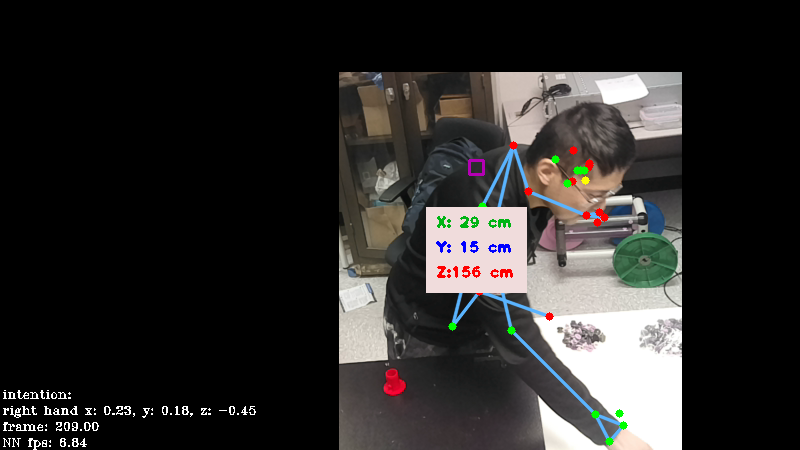 X: 29 cm
Y: 15 cm
Z:156 cm
intention:
right hand x: 0.23, y: 0.18, z: -0.45
frame: 209.00
NN fps: 6.84